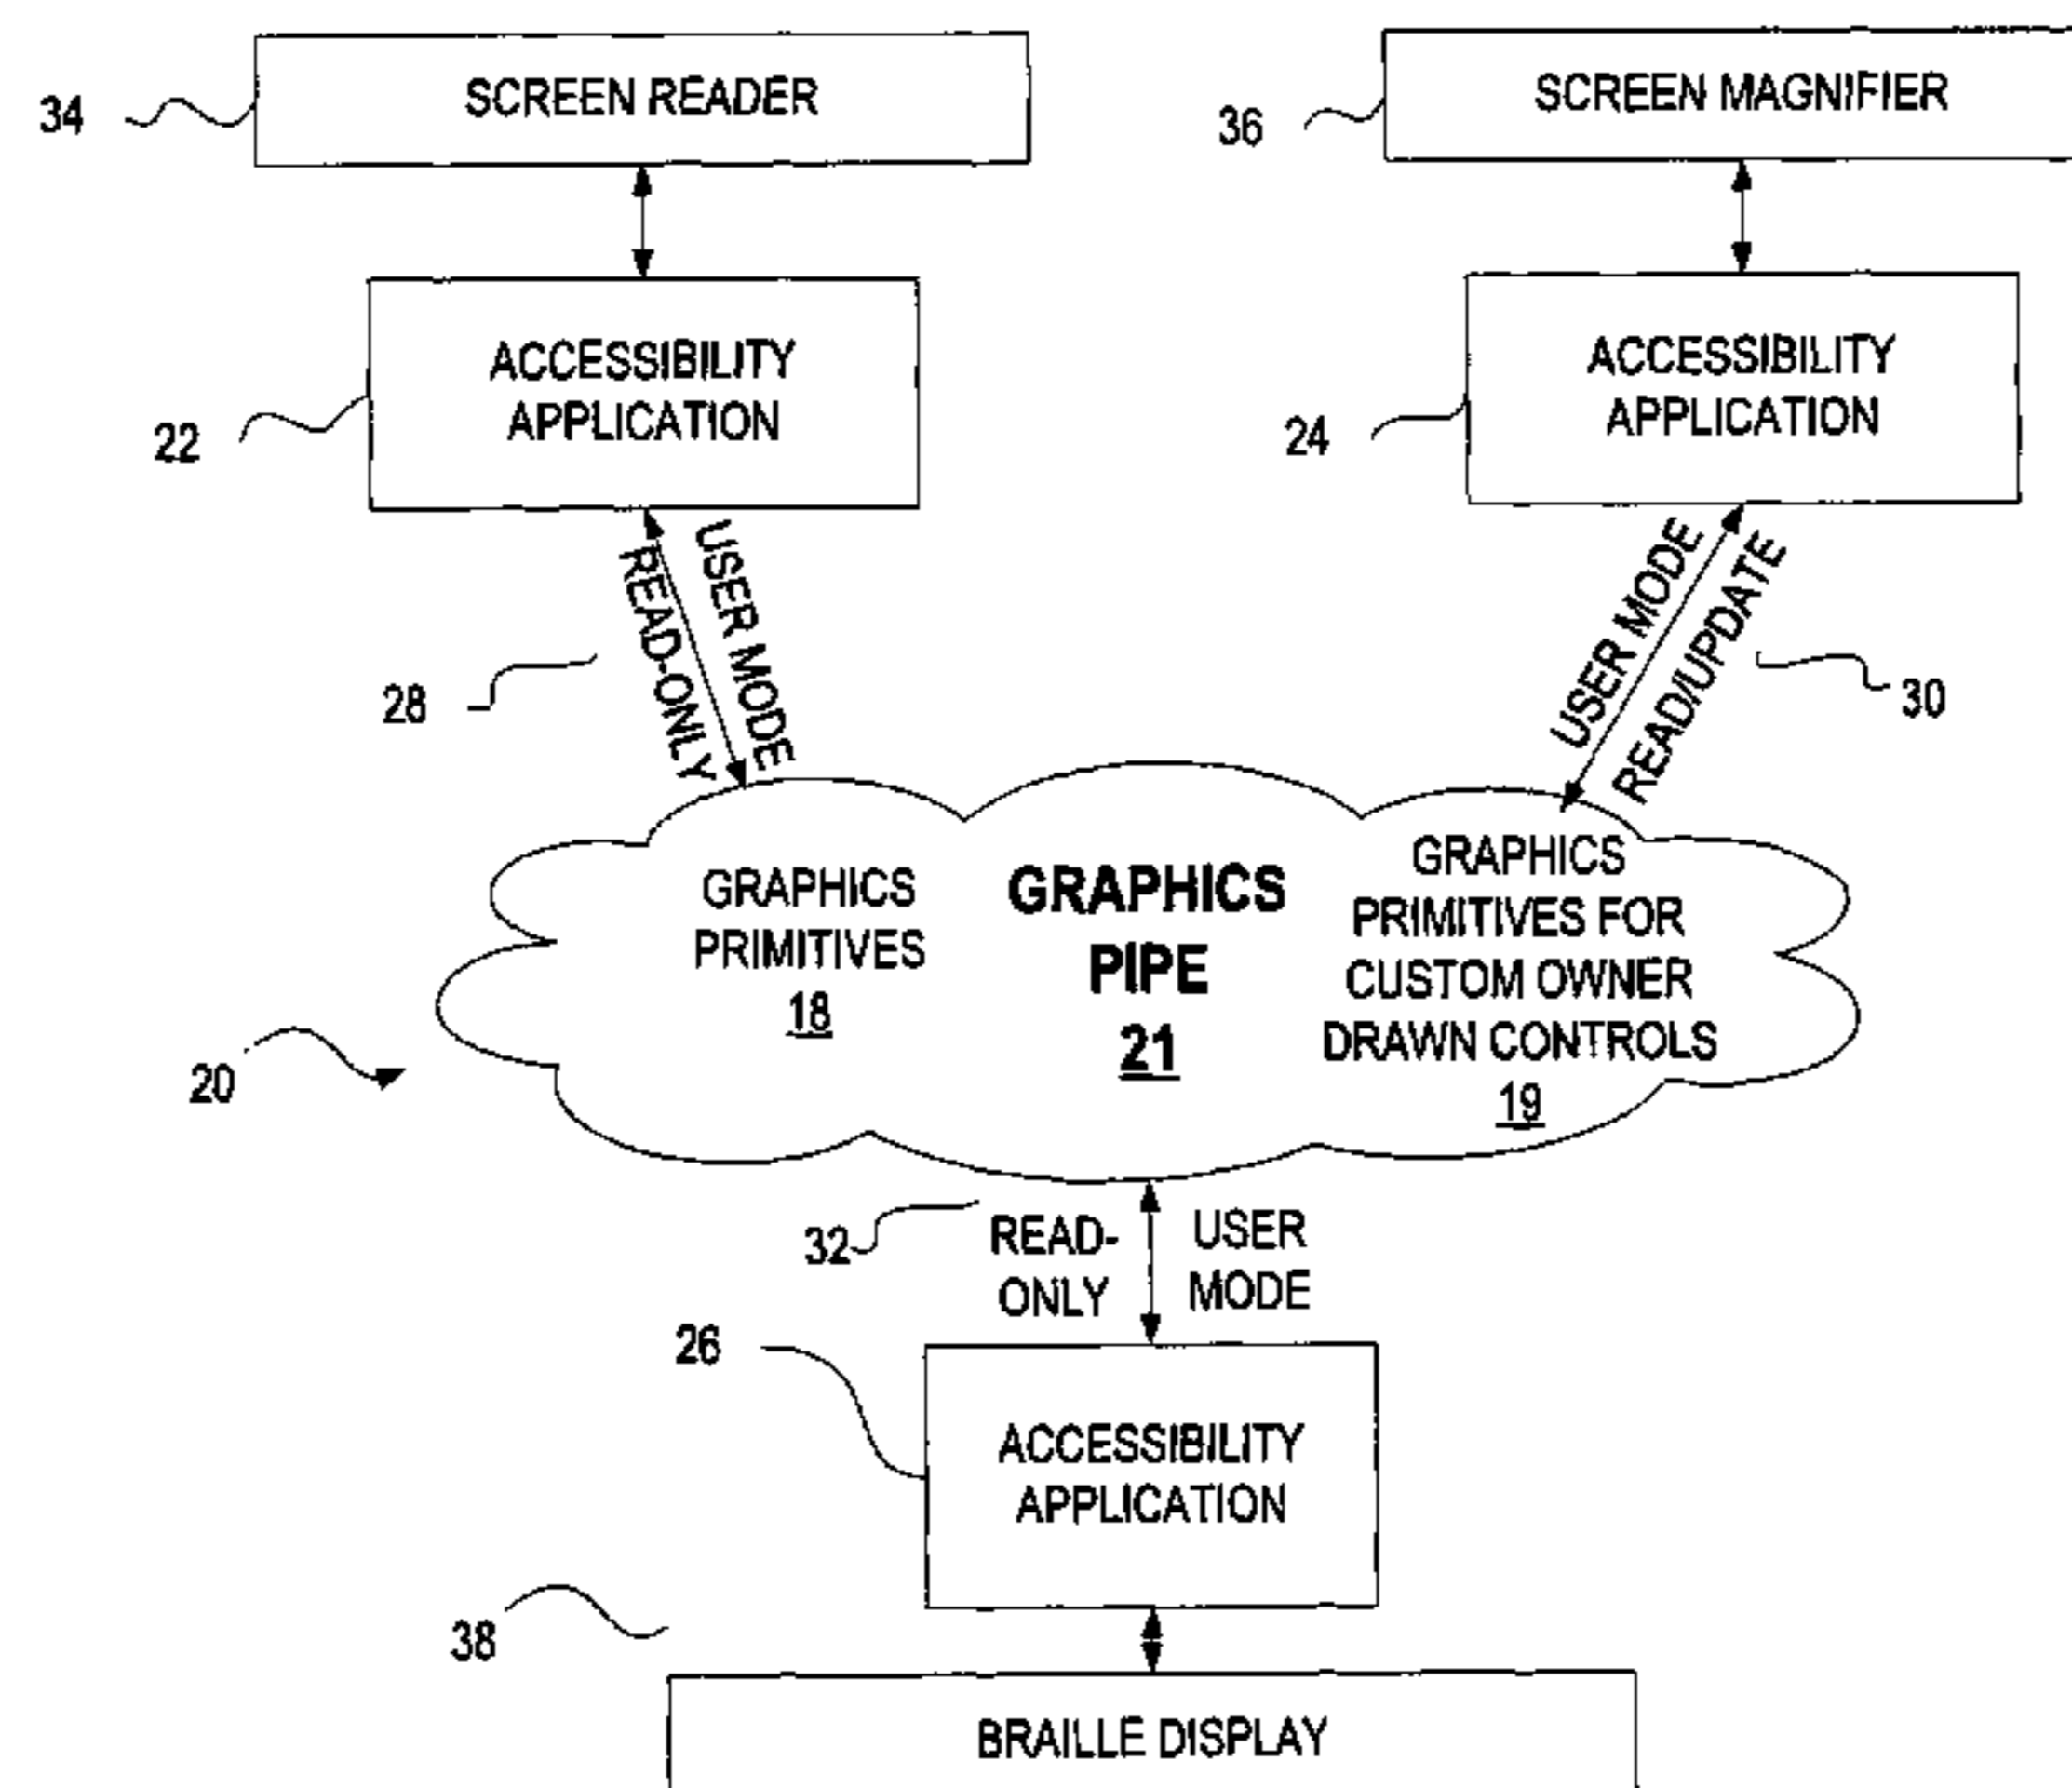 34
SCREEN READER
36
SCREEN MAGNIFIER
22
ACCESSIBILITY
APPLICATION
24
ACCESSIBILITY
APPLICATION
28
READ-ONLY
USER MODE
USER MODE
READ/UPDATE
30
20
GRAPHICS
PRIMITIVES
18
GRAPHICS
PIPE
21
GRAPHICS
PRIMITIVES FOR
CUSTOM OWNER
DRAWN CONTROLS
19
32
READ-
ONLY
USER
MODE
26
ACCESSIBILITY
APPLICATION
38
BRAILLE DISPLAY